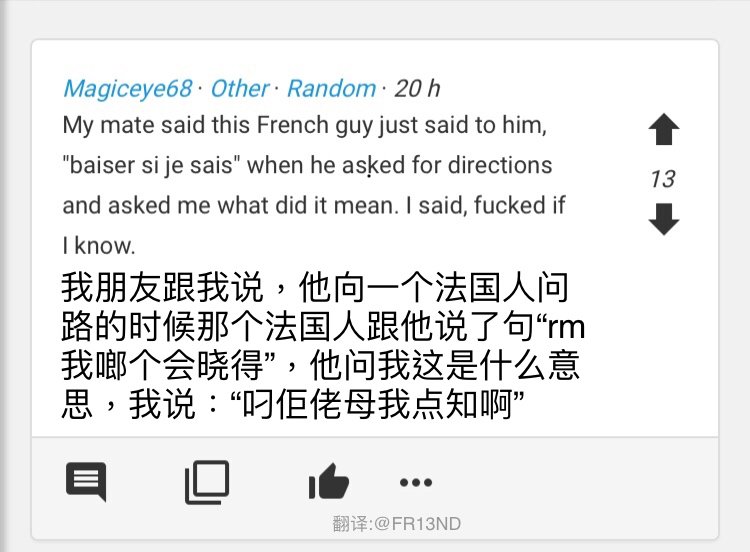 Magiceye68 · Other · Random · 20 h
My mate said this French guy just said to him,
"baiser si je sais" when he asked for directions
and asked me what did it mean. I said, fucked if
I know.
13
我朋友跟我说，他向一个法国人问
路的时候那个法国人跟他说了句“rm
我啷个会晓得”，他问我这是什么意
思，我说：“叼佢佬母我点知啊”
翻译:@FR13ND